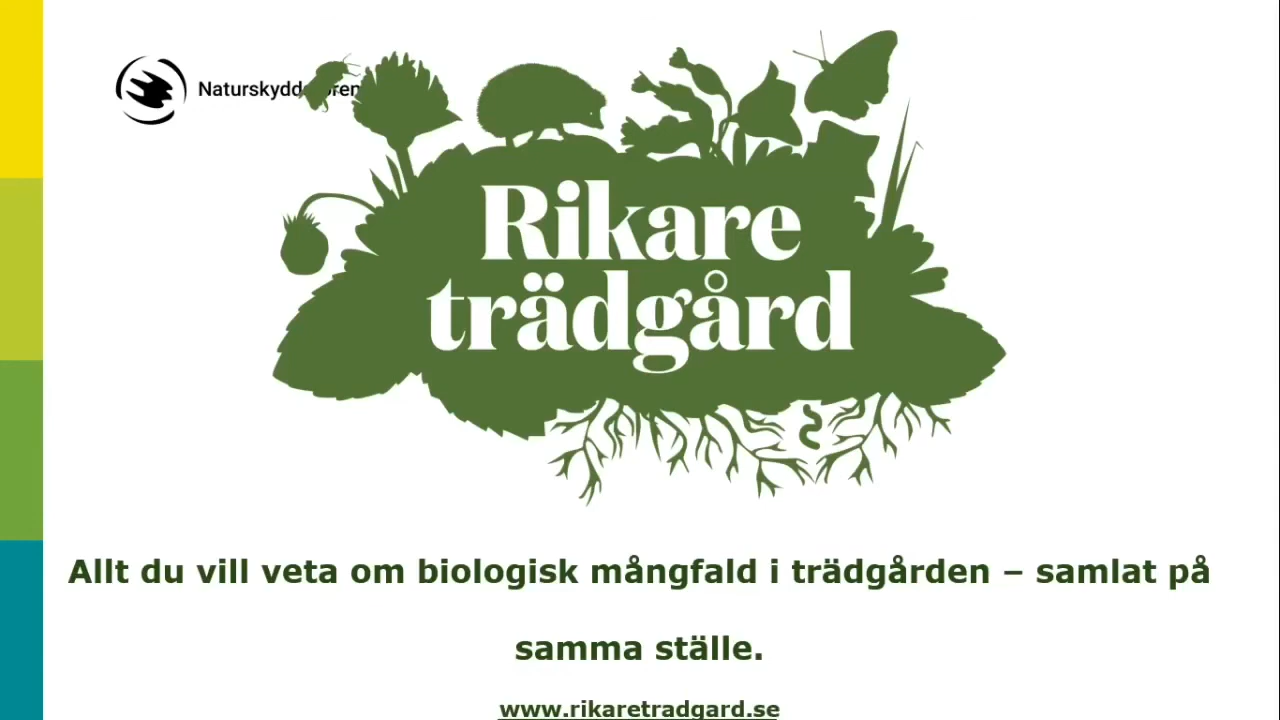 Rikare
trädgård
Allt du vill veta om biologisk mångfald i trädgården – samlat på
samma ställe.
www.rikaretradgard.se